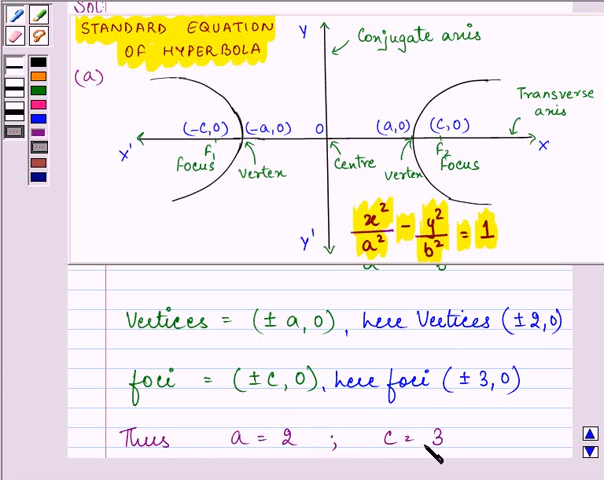 Sol:
STANDARD EQUATION
OF HYPERBOLA
(a)
Y
Conjugate axis
Transverse
axis
(-c,0) (-a,0) O (a,0) (c,0)
X' X
F₁ F₂
focus vertex Centre vertex focus
Y'
x²/a² - y²/b² = 1
Vertices = (± a, 0), here Vertices (±2,0)
foci = (±c, 0), here foci (± 3, 0)
Thus a = 2 ; c = 3